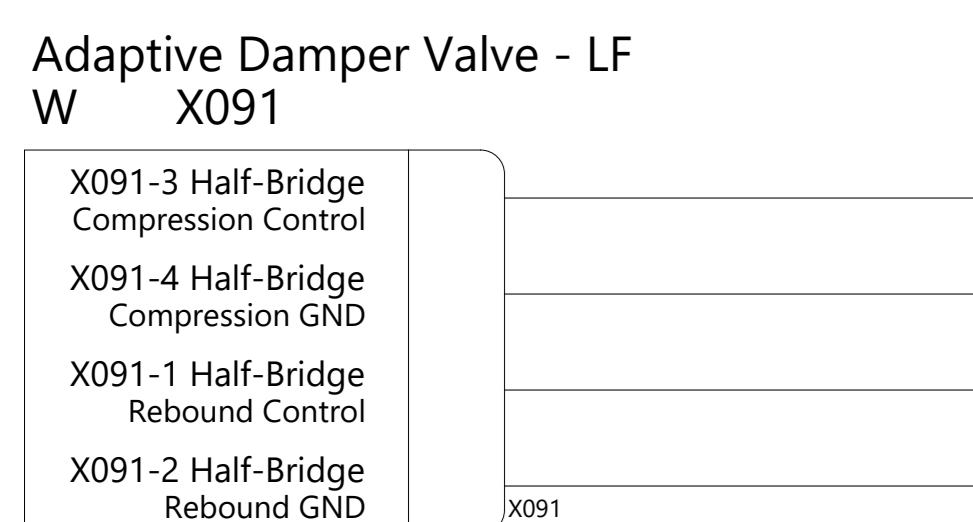 Adaptive Damper Valve - LF
W X091
X091-3 Half-Bridge
Compression Control
X091-4 Half-Bridge
Compression GND
X091-1 Half-Bridge
Rebound Control
X091-2 Half-Bridge
Rebound GND
X091